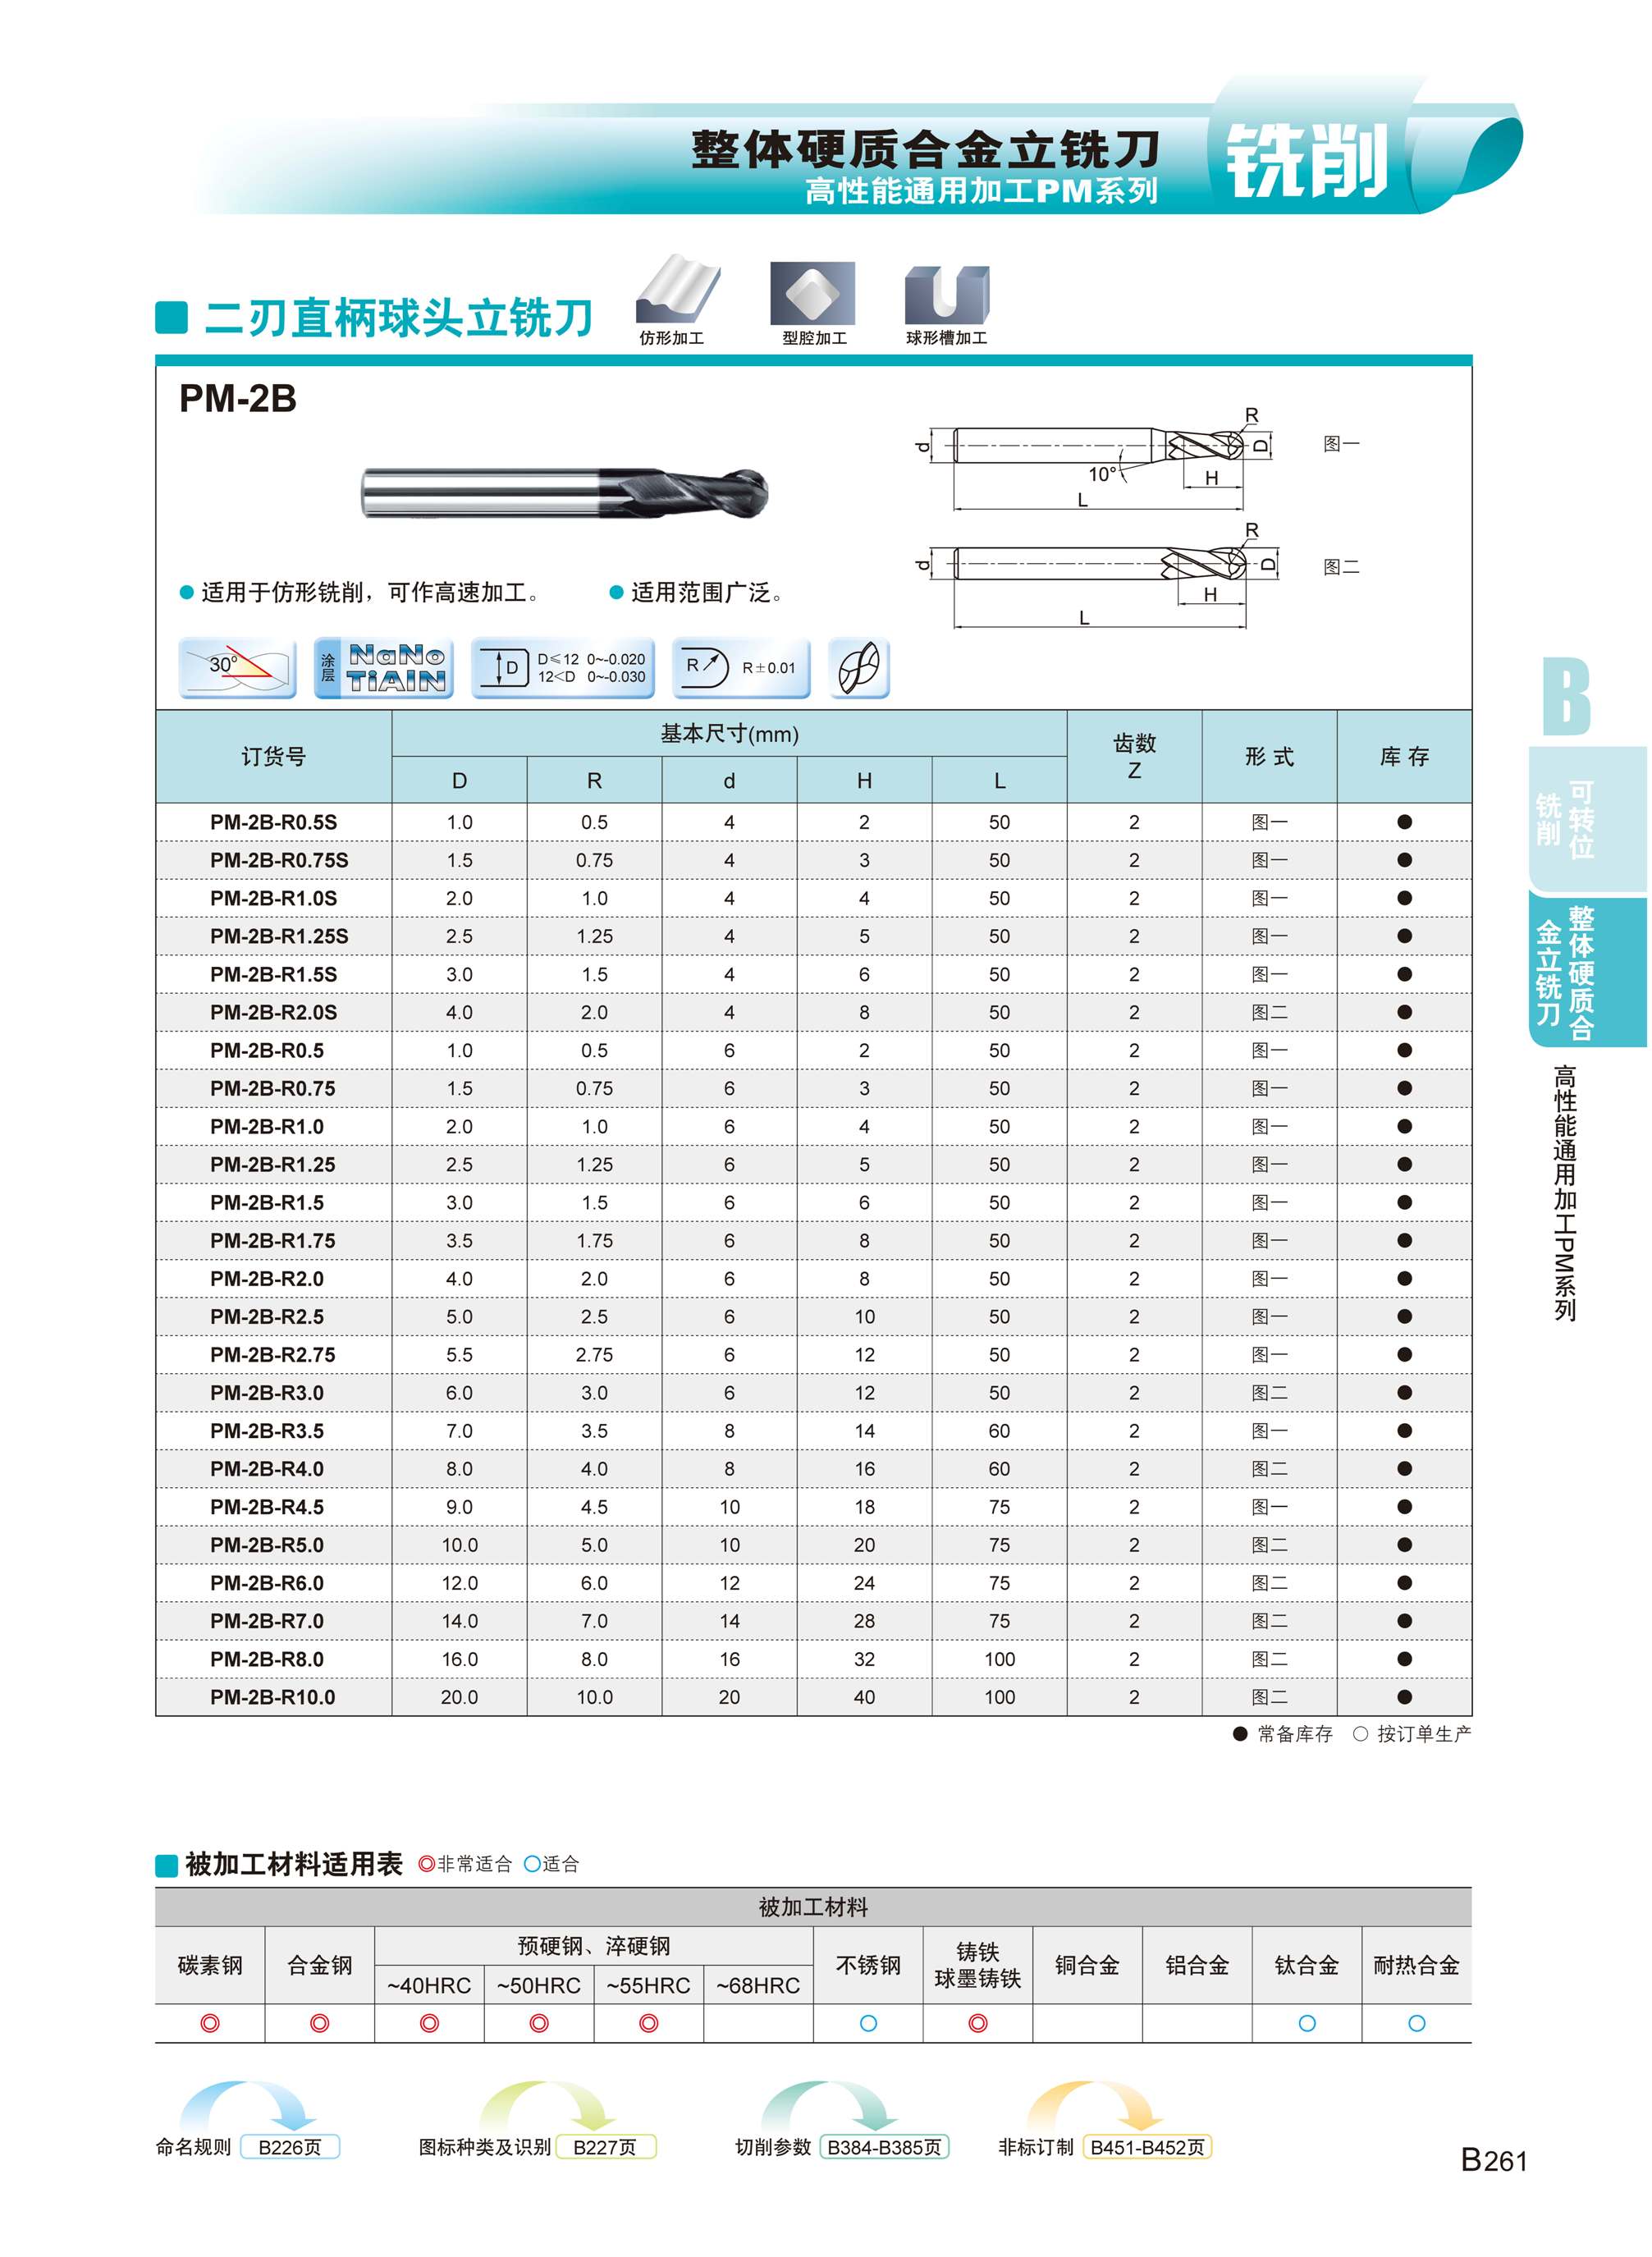 整体硬质合金立铣刀
高性能通用加工PM系列
铣削
二刃直柄球头立铣刀
仿形加工 型腔加工 球形槽加工
PM-2B
R
d D 图一
10°
H
L
R
d D 图二
H
L
适用于仿形铣削，可作高速加工。 适用范围广泛。
30°
涂层 NaNo TiAlN
D D≤12 0~-0.020
12<D 0~-0.030
R R±0.01
订货号 基本尺寸(mm) 齿数 Z 形 式 库 存
D R d H L
PM-2B-R0.5S 1.0 0.5 4 2 50 2 图一 ●
PM-2B-R0.75S 1.5 0.75 4 3 50 2 图一 ●
PM-2B-R1.0S 2.0 1.0 4 4 50 2 图一 ●
PM-2B-R1.25S 2.5 1.25 4 5 50 2 图一 ●
PM-2B-R1.5S 3.0 1.5 4 6 50 2 图一 ●
PM-2B-R2.0S 4.0 2.0 4 8 50 2 图二 ●
PM-2B-R0.5 1.0 0.5 6 2 50 2 图一 ●
PM-2B-R0.75 1.5 0.75 6 3 50 2 图一 ●
PM-2B-R1.0 2.0 1.0 6 4 50 2 图一 ●
PM-2B-R1.25 2.5 1.25 6 5 50 2 图一 ●
PM-2B-R1.5 3.0 1.5 6 6 50 2 图一 ●
PM-2B-R1.75 3.5 1.75 6 8 50 2 图一 ●
PM-2B-R2.0 4.0 2.0 6 8 50 2 图一 ●
PM-2B-R2.5 5.0 2.5 6 10 50 2 图一 ●
PM-2B-R2.75 5.5 2.75 6 12 50 2 图一 ●
PM-2B-R3.0 6.0 3.0 6 12 50 2 图二 ●
PM-2B-R3.5 7.0 3.5 8 14 60 2 图一 ●
PM-2B-R4.0 8.0 4.0 8 16 60 2 图二 ●
PM-2B-R4.5 9.0 4.5 10 18 75 2 图一 ●
PM-2B-R5.0 10.0 5.0 10 20 75 2 图二 ●
PM-2B-R6.0 12.0 6.0 12 24 75 2 图二 ●
PM-2B-R7.0 14.0 7.0 14 28 75 2 图二 ●
PM-2B-R8.0 16.0 8.0 16 32 100 2 图二 ●
PM-2B-R10.0 20.0 10.0 20 40 100 2 图二 ●
● 常备库存 ○ 按订单生产
B
可转位
铣削
整体硬质合
金立铣刀
高性能通用加工PM系列
被加工材料适用表 ◎非常适合 ○适合
被加工材料
碳素钢 合金钢 预硬钢、淬硬钢 不锈钢 铸铁 球墨铸铁 铜合金 铝合金 钛合金 耐热合金
~40HRC ~50HRC ~55HRC ~68HRC
◎ ◎ ◎ ◎ ◎ ○ ◎ ○ ○
命名规则 B226页 图标种类及识别 B227页 切削参数 B384-B385页 非标订制 B451-B452页
B261